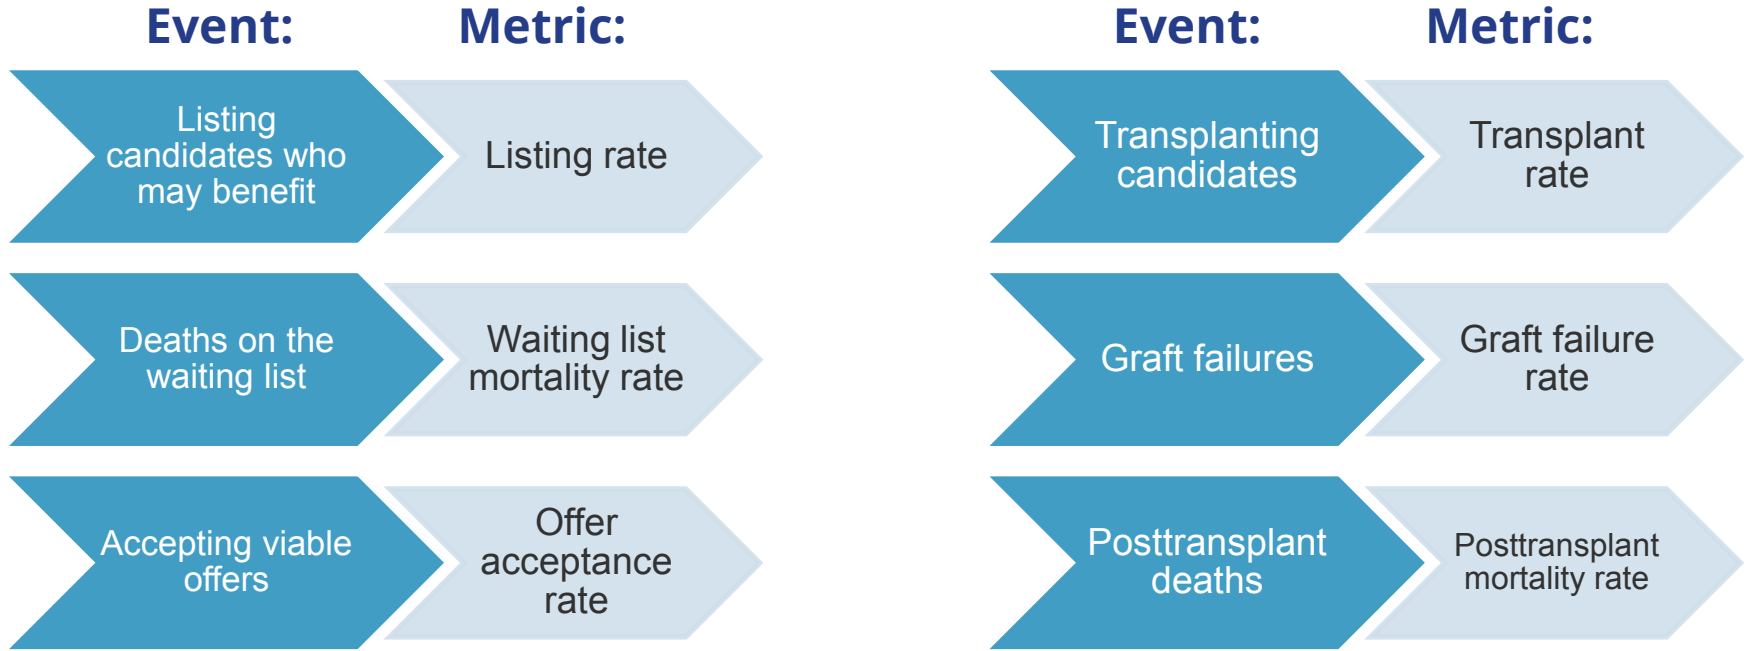 Event:
Metric:
Listing
candidates who
may benefit
Listing rate
Deaths on the
waiting list
Waiting list
mortality rate
Accepting viable
offers
Offer
acceptance
rate
Event:
Metric:
Transplanting
candidates
Transplant
rate
Graft failures
Graft failure
rate
Posttransplant
deaths
Posttransplant
mortality rate